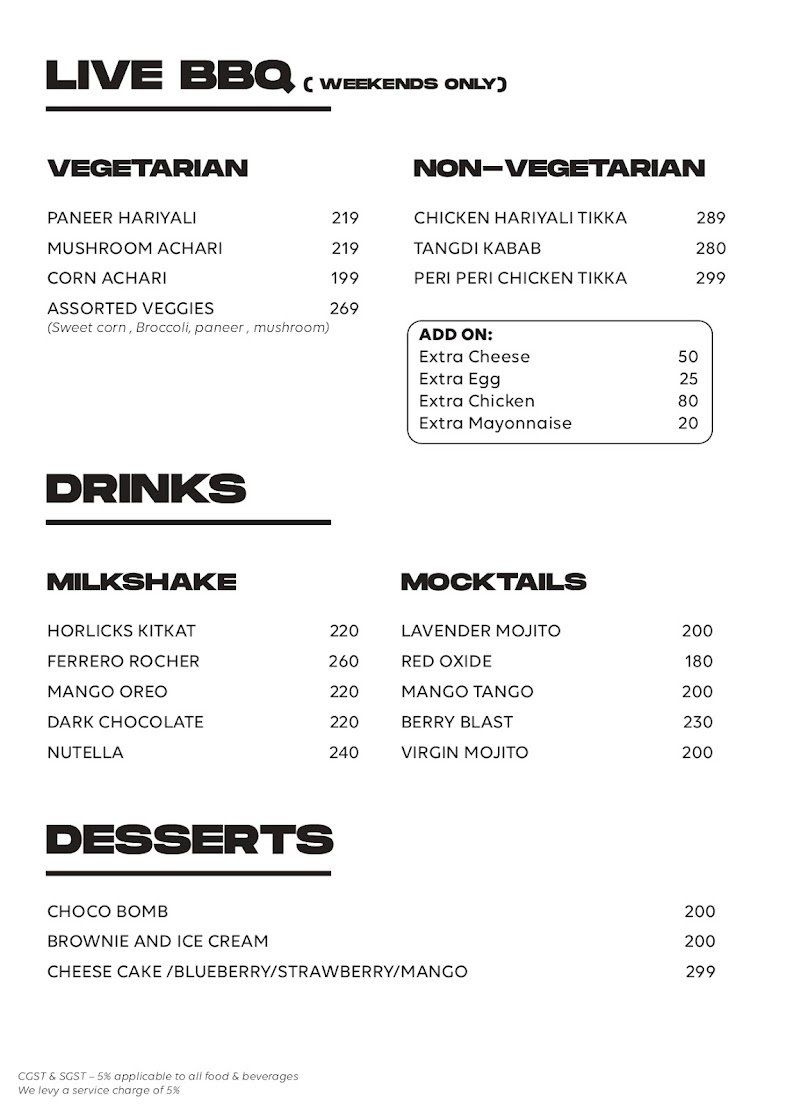 LIVE BBQ ( WEEKENDS ONLY)
VEGETARIAN
PANEER HARIYALI 219
MUSHROOM ACHARI 219
CORN ACHARI 199
ASSORTED VEGGIES 269
(Sweet corn , Broccoli, paneer , mushroom)
NON-VEGETARIAN
CHICKEN HARIYALI TIKKA 289
TANGDI KABAB 280
PERI PERI CHICKEN TIKKA 299
ADD ON:
Extra Cheese 50
Extra Egg 25
Extra Chicken 80
Extra Mayonnaise 20
DRINKS
MILKSHAKE
HORLICKS KITKAT 220
FERRERO ROCHER 260
MANGO OREO 220
DARK CHOCOLATE 220
NUTELLA 240
MOCKTAILS
LAVENDER MOJITO 200
RED OXIDE 180
MANGO TANGO 200
BERRY BLAST 230
VIRGIN MOJITO 200
DESSERTS
CHOCO BOMB 200
BROWNIE AND ICE CREAM 200
CHEESE CAKE /BLUEBERRY/STRAWBERRY/MANGO 299
CGST & SGST – 5% applicable to all food & beverages
We levy a service charge of 5%